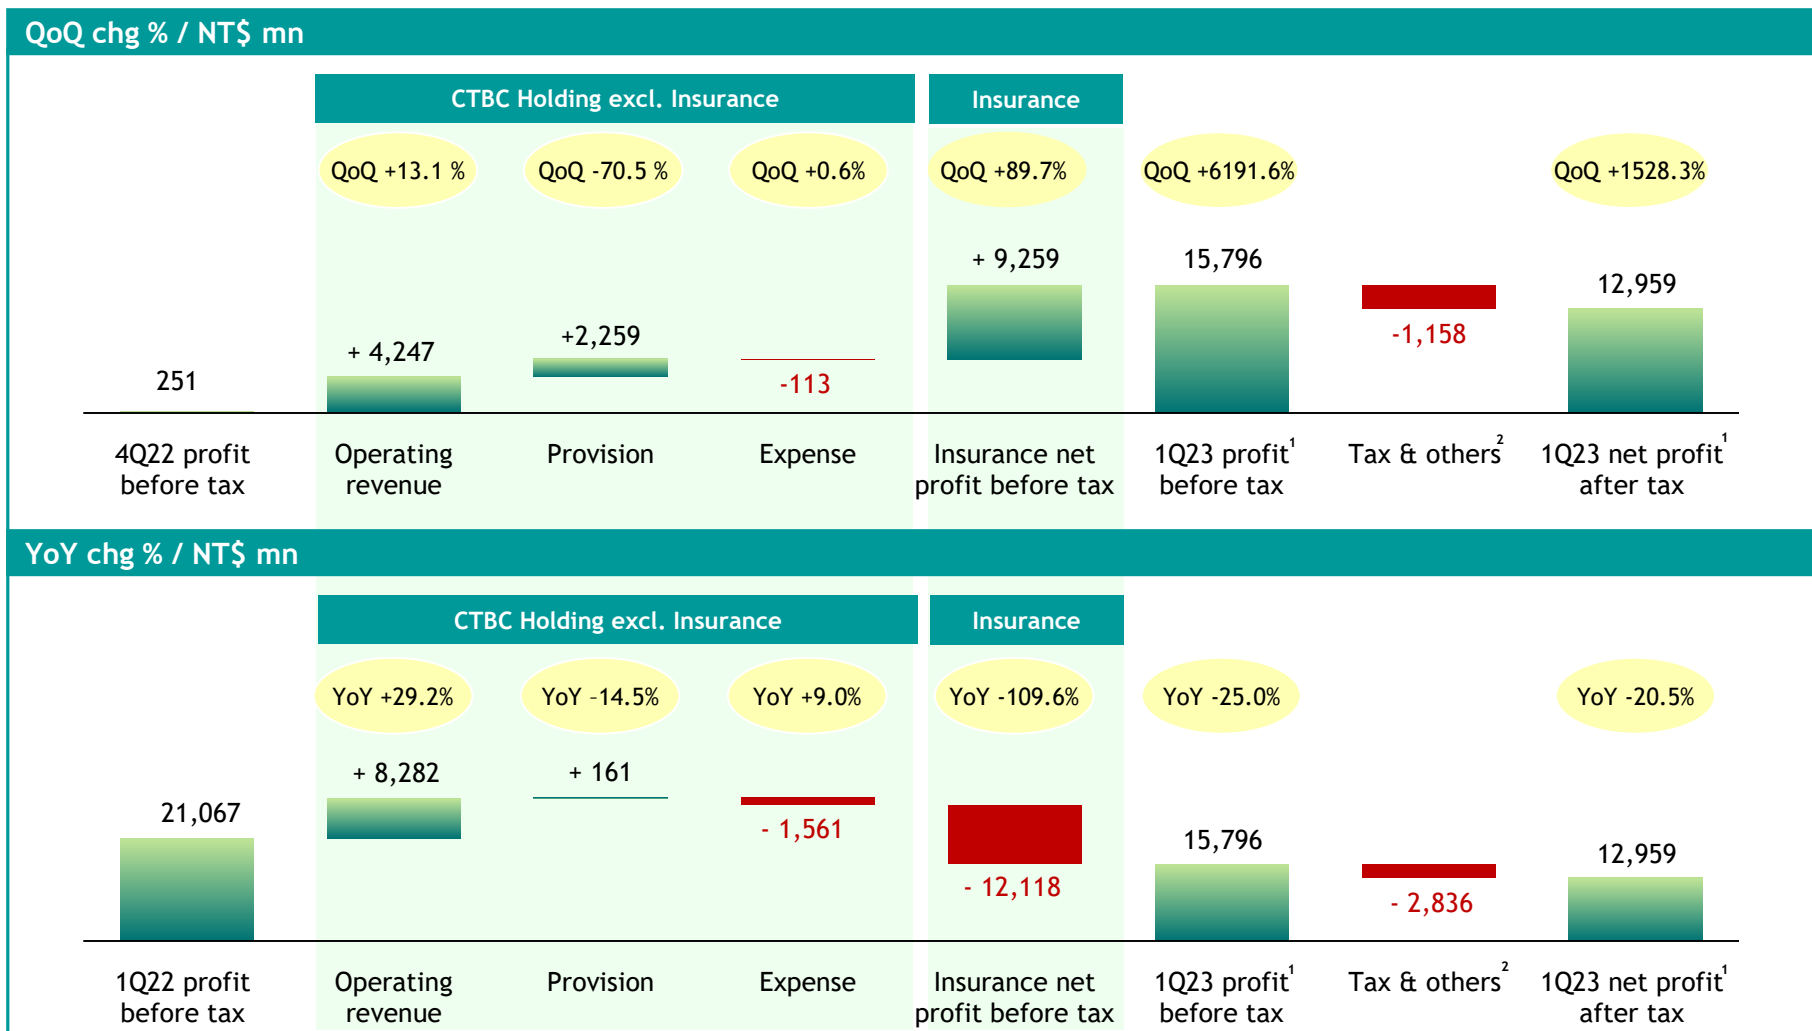 QoQ chg % / NT$ mn
CTBC Holding excl. Insurance
Insurance
QoQ +13.1 %
QoQ -70.5 %
QoQ +0.6%
QoQ +89.7%
QoQ +6191.6%
QoQ +1528.3%
251
+ 4,247
+2,259
-113
+ 9,259
15,796
-1,158
12,959
4Q22 profit
before tax
Operating
revenue
Provision
Expense
Insurance net
profit before tax
1Q23 profit¹
before tax
Tax & others²
1Q23 net profit¹
after tax
YoY chg % / NT$ mn
CTBC Holding excl. Insurance
Insurance
YoY +29.2%
YoY –14.5%
YoY +9.0%
YoY -109.6%
YoY -25.0%
YoY -20.5%
21,067
+ 8,282
+ 161
- 1,561
- 12,118
15,796
- 2,836
12,959
1Q22 profit
before tax
Operating
revenue
Provision
Expense
Insurance net
profit before tax
1Q23 profit¹
before tax
Tax & others²
1Q23 net profit¹
after tax